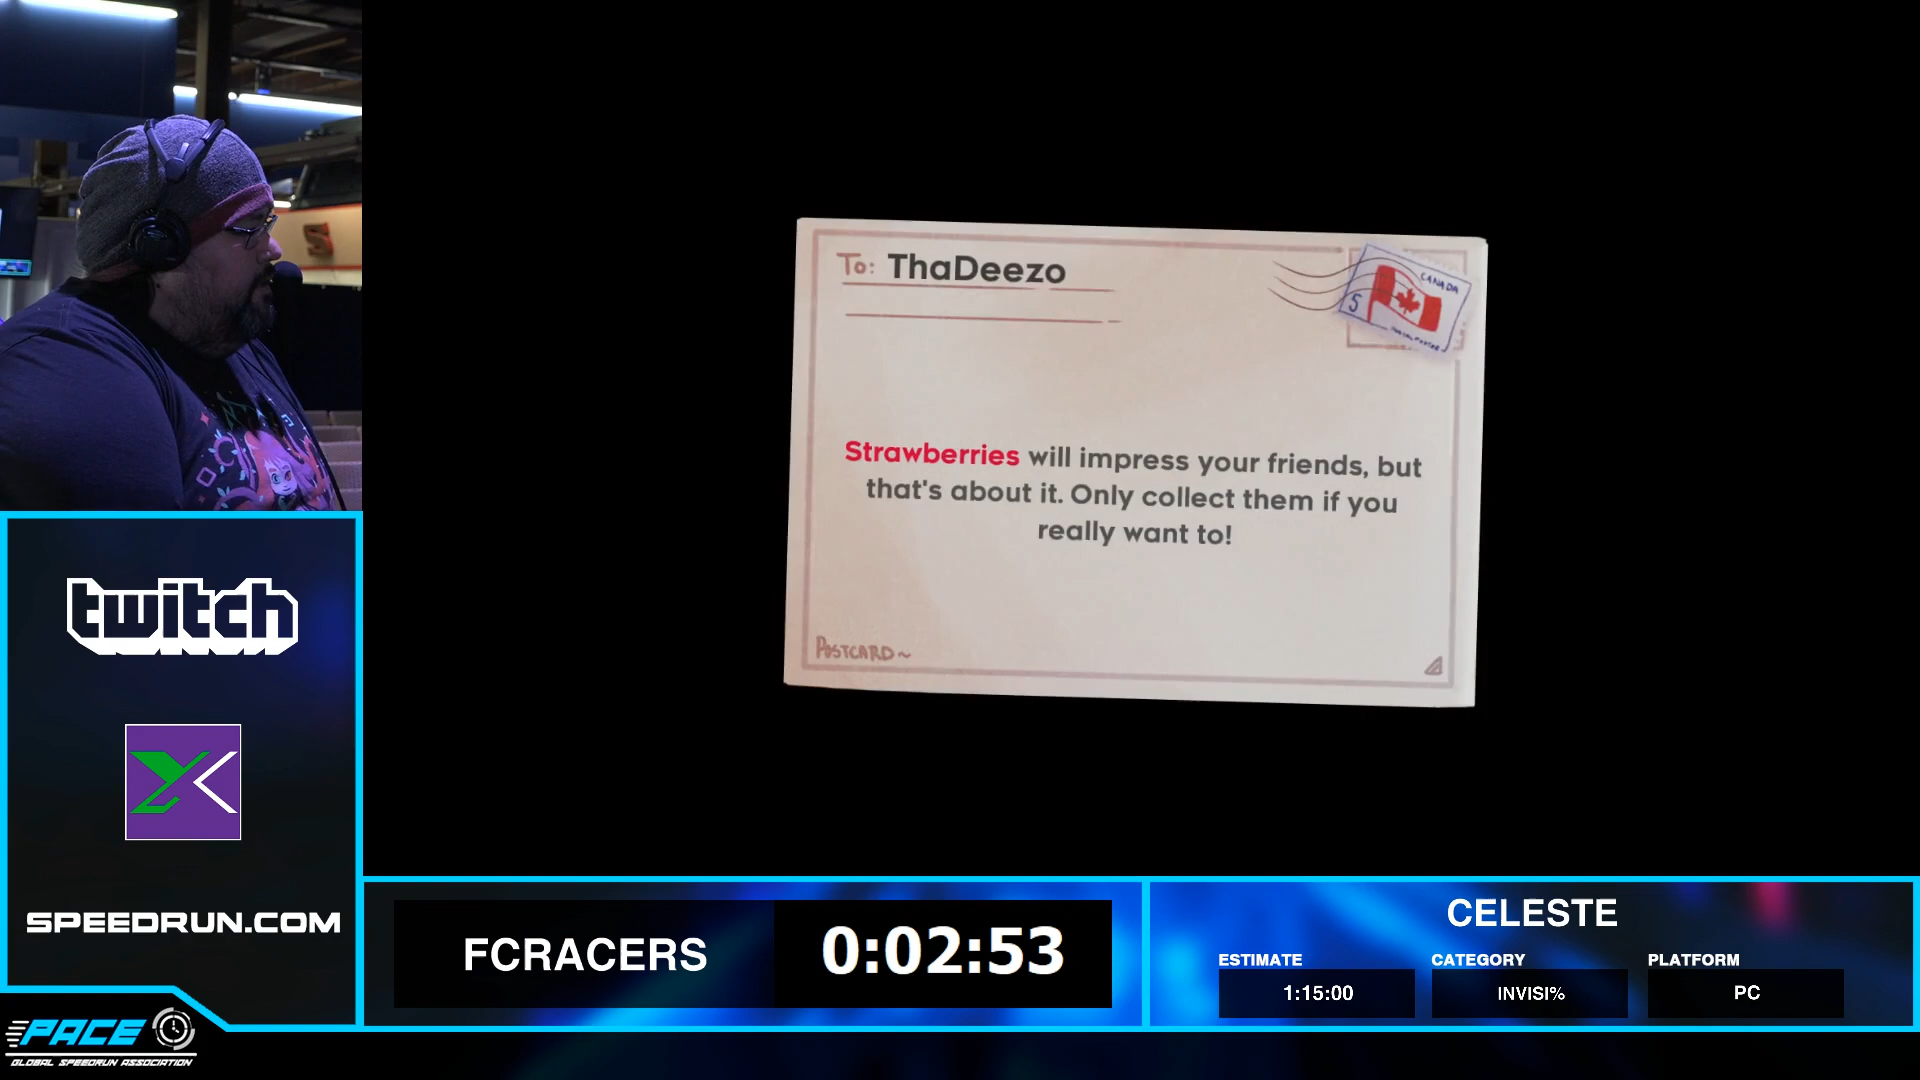 To: ThaDeezo
CANADA
5
Strawberries will impress your friends, but
that's about it. Only collect them if you
really want to!
POSTCARD~
twitch
SPEEDRUN.COM
PACE
GLOBAL SPEEDRUN ASSOCIATION
FCRACERS
0:02:53
CELESTE
ESTIMATE
1:15:00
CATEGORY
INVISI%
PLATFORM
PC